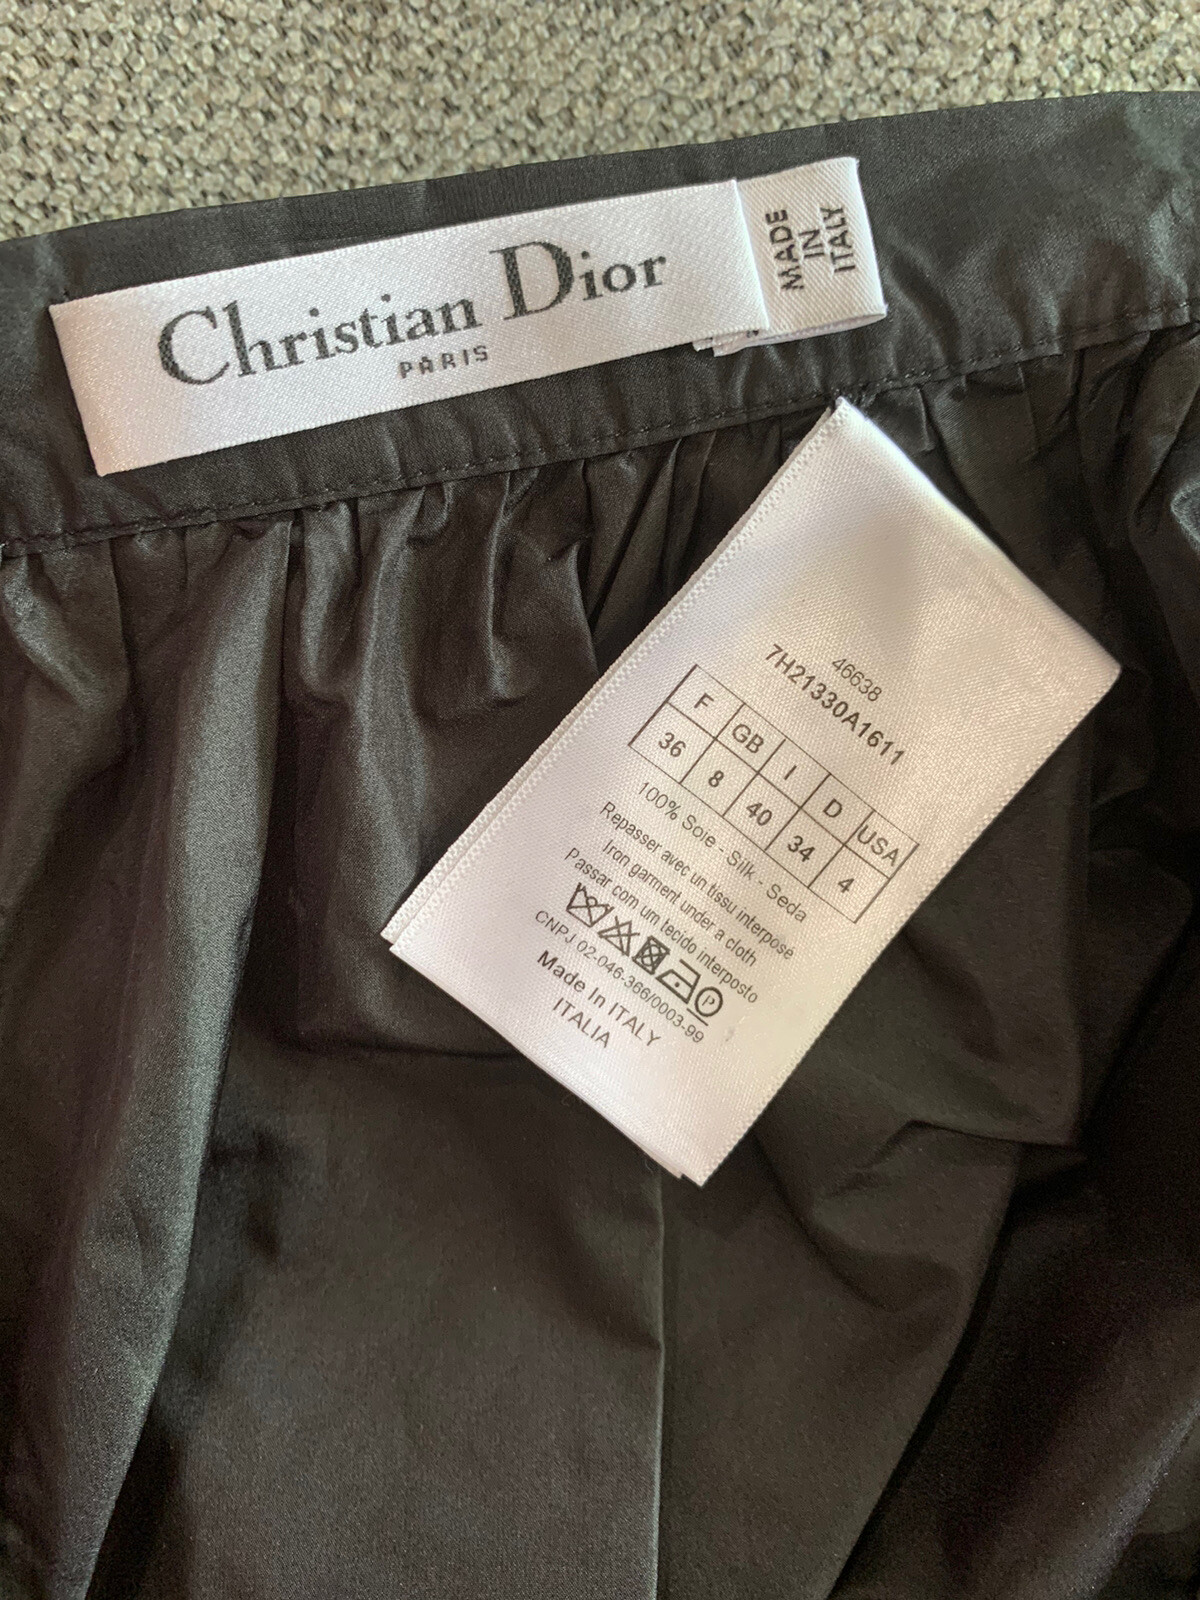 Christian Dior
PARIS
MADE
IN
ITALY
46638
7H21330A1611
F GB I D USA
36 8 40 34 4
100% Soie - Silk - Seda
Repasser avec un tissu interpose
Iron garment under a cloth
Passar com um tecido interposto
P
CNPJ 02-046-366/0003-99
Made In ITALY
ITALIA